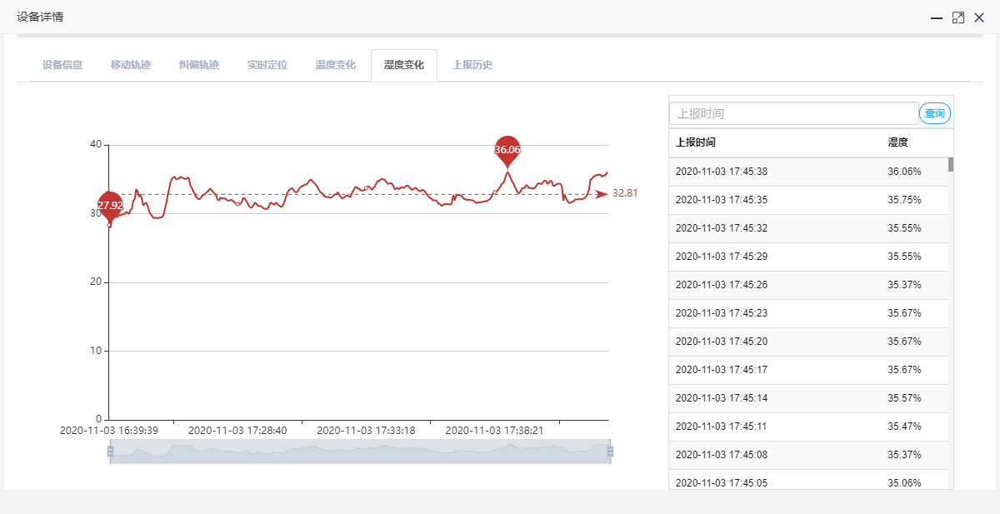 设备详情
设备信息 移动轨迹 纠偏轨迹 实时定位 温度变化 湿度变化 上报历史
上报时间 查询
上报时间 湿度
40
30
20
10
0
27.92
36.06
32.81
2020-11-03 16:39:39 2020-11-03 17:28:40 2020-11-03 17:33:18 2020-11-03 17:38:21
2020-11-03 17:45:38 36.06%
2020-11-03 17:45:35 35.75%
2020-11-03 17:45:32 35.55%
2020-11-03 17:45:29 35.55%
2020-11-03 17:45:26 35.37%
2020-11-03 17:45:23 35.67%
2020-11-03 17:45:20 35.67%
2020-11-03 17:45:17 35.67%
2020-11-03 17:45:14 35.57%
2020-11-03 17:45:11 35.47%
2020-11-03 17:45:08 35.37%
2020-11-03 17:45:05 35.06%